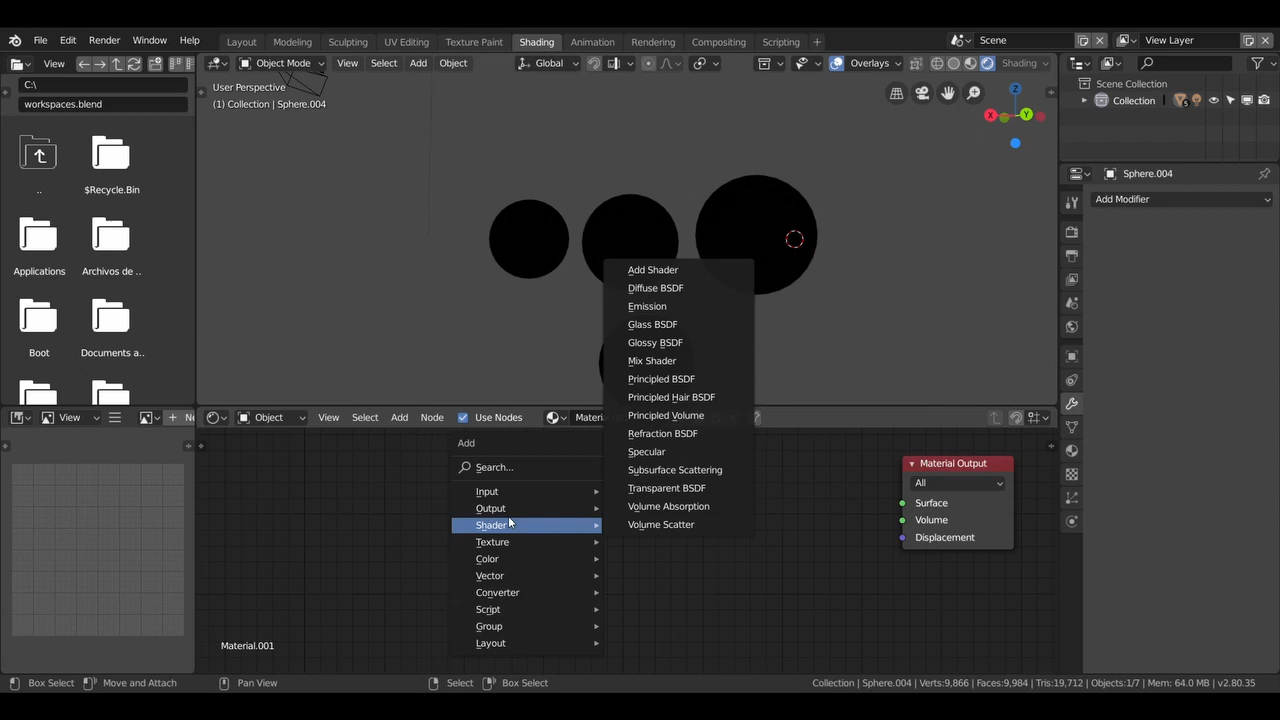 File Edit Render Window Help
Layout Modeling Sculpting UV Editing Texture Paint Shading Animation Rendering Compositing Scripting +
Scene
View Layer
View
Object Mode View Select Add Object
Global
Overlays
Shading
C:\
workspaces.blend
..
$Recycle.Bin
Applications
Archivos de ..
Boot
Documents a..
User Perspective
(1) Collection | Sphere.004
X
Y
Z
Scene Collection
Collection
5
Sphere.004
Add Modifier
View
+ Ne
Object View Select Add Node Use Nodes
Add
Search...
Input
Output
Shader
Texture
Color
Vector
Converter
Script
Group
Layout
Add Shader
Diffuse BSDF
Emission
Glass BSDF
Glossy BSDF
Mix Shader
Principled BSDF
Principled Hair BSDF
Principled Volume
Refraction BSDF
Specular
Subsurface Scattering
Transparent BSDF
Volume Absorption
Volume Scatter
Material Output
All
Surface
Volume
Displacement
Material.001
Box Select Move and Attach Pan View Select Box Select
Collection | Sphere.004 | Verts:9,866 | Faces:9,984 | Tris:19,712 | Objects:1/7 | Mem: 64.0 MB | v2.80.35